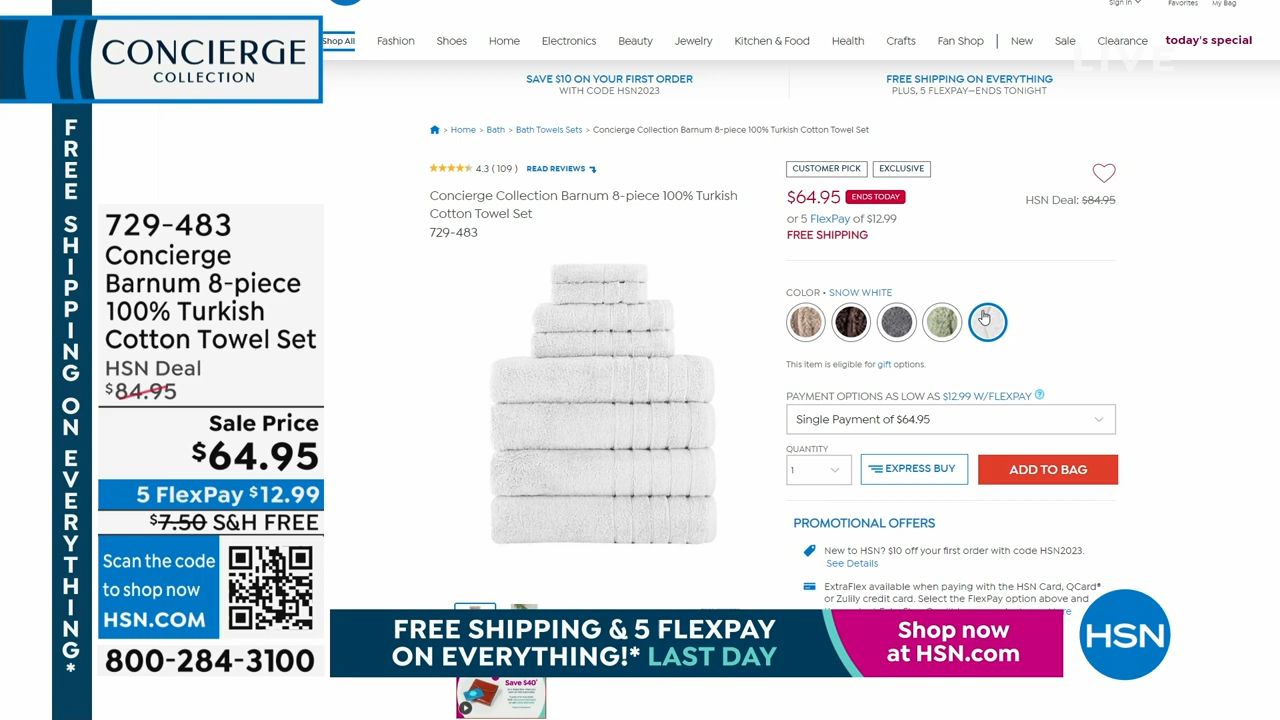 CONCIERGE
COLLECTION
FREE SHIPPING ON EVERYTHING*
729-483
Concierge
Barnum 8-piece
100% Turkish
Cotton Towel Set
HSN Deal
$84.95
Sale Price
$64.95
5 FlexPay $12.99
$7.50 S&H FREE
Scan the code
to shop now
HSN.COM
800-284-3100
Sign In
Favorites
My Bag
Shop All
Fashion
Shoes
Home
Electronics
Beauty
Jewelry
Kitchen & Food
Health
Crafts
Fan Shop
New
Sale
Clearance
today's special
LIVE
SAVE $10 ON YOUR FIRST ORDER
WITH CODE HSN2023
FREE SHIPPING ON EVERYTHING
PLUS, 5 FLEXPAY—ENDS TONIGHT
> Home > Bath > Bath Towels Sets > Concierge Collection Barnum 8-piece 100% Turkish Cotton Towel Set
4.3 (109) READ REVIEWS
Concierge Collection Barnum 8-piece 100% Turkish
Cotton Towel Set
729-483
CUSTOMER PICK
EXCLUSIVE
$64.95 ENDS TODAY
HSN Deal: $84.95
or 5 FlexPay of $12.99
FREE SHIPPING
COLOR • SNOW WHITE
This item is eligible for gift options.
PAYMENT OPTIONS AS LOW AS $12.99 W/FLEXPAY ?
Single Payment of $64.95
QUANTITY
1
EXPRESS BUY
ADD TO BAG
PROMOTIONAL OFFERS
New to HSN? $10 off your first order with code HSN2023.
See Details
ExtraFlex available when paying with the HSN Card, QCard®
or Zulily credit card. Select the FlexPay option above and
FREE SHIPPING & 5 FLEXPAY
ON EVERYTHING!* LAST DAY
Shop now
at HSN.com
HSN
Save $40*